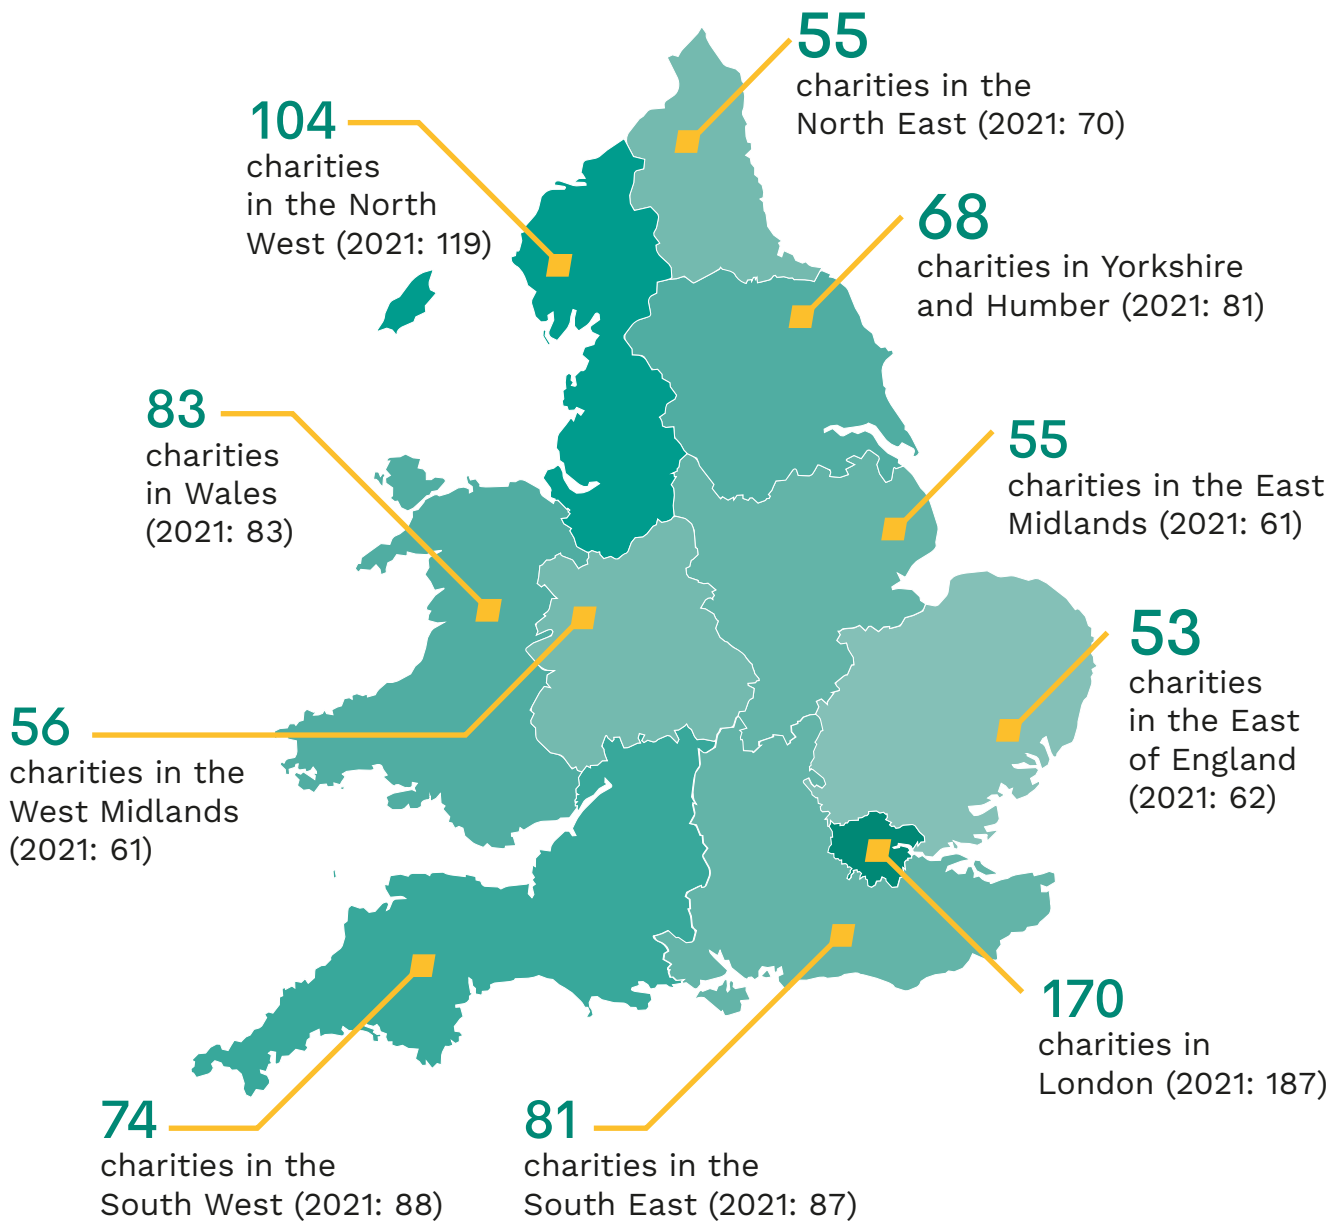 55
charities in the
North East (2021: 70)
104
charities
in the North
West (2021: 119)
68
charities in Yorkshire
and Humber (2021: 81)
83
charities
in Wales
(2021: 83)
55
charities in the East
Midlands (2021: 61)
53
charities
in the East
of England
(2021: 62)
56
charities in the
West Midlands
(2021: 61)
170
charities in
London (2021: 187)
74
charities in the
South West (2021: 88)
81
charities in the
South East (2021: 87)